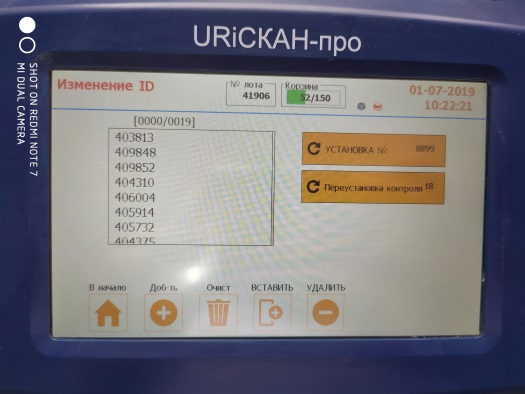 URiСКАН-про
Изменение ID
№ лота
41906
Корзина
52/150
01-07-2019
10:22:21
[0000/0019]
403813
409848
409852
404310
406004
405914
405732
404375
УСТАНОВКА № 8899
Переустановка контроля 18
В начало
Доб-ть
Очист
ВСТАВИТЬ
УДАЛИТЬ
SHOT ON REDMI NOTE 7
MI DUAL CAMERA